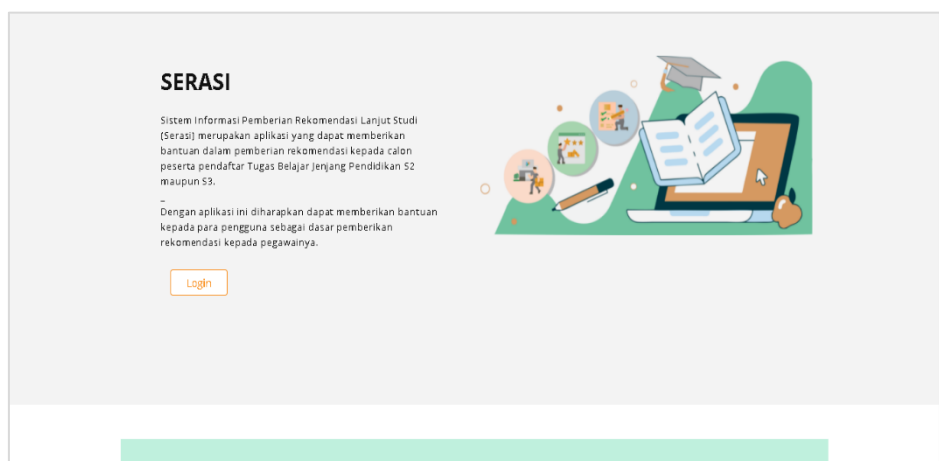 SERASI
Sistem Informasi Pemberian Rekomendasi Lanjut Studi
(Serasi) merupakan aplikasi yang dapat memberikan
bantuan dalam pemberian rekomendasi kepada calon
peserta pendaftar Tugas Belajar Jenjang Pendidikan S2
maupun S3.
_
Dengan aplikasi ini diharapkan dapat memberikan bantuan
kepada para pengguna sebagai dasar pemberikan
rekomendasi kepada pegawainya.
Login